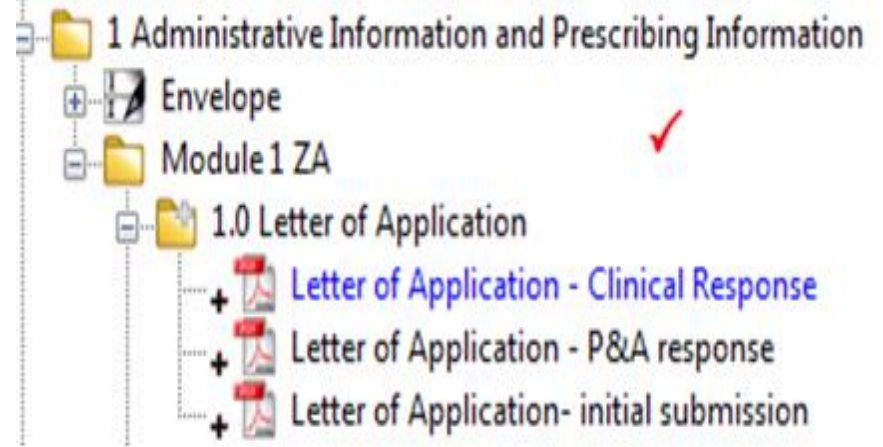 1 Administrative Information and Prescribing Information
Envelope
Module 1 ZA
1.0 Letter of Application
Letter of Application - Clinical Response
Letter of Application - P&A response
Letter of Application- initial submission